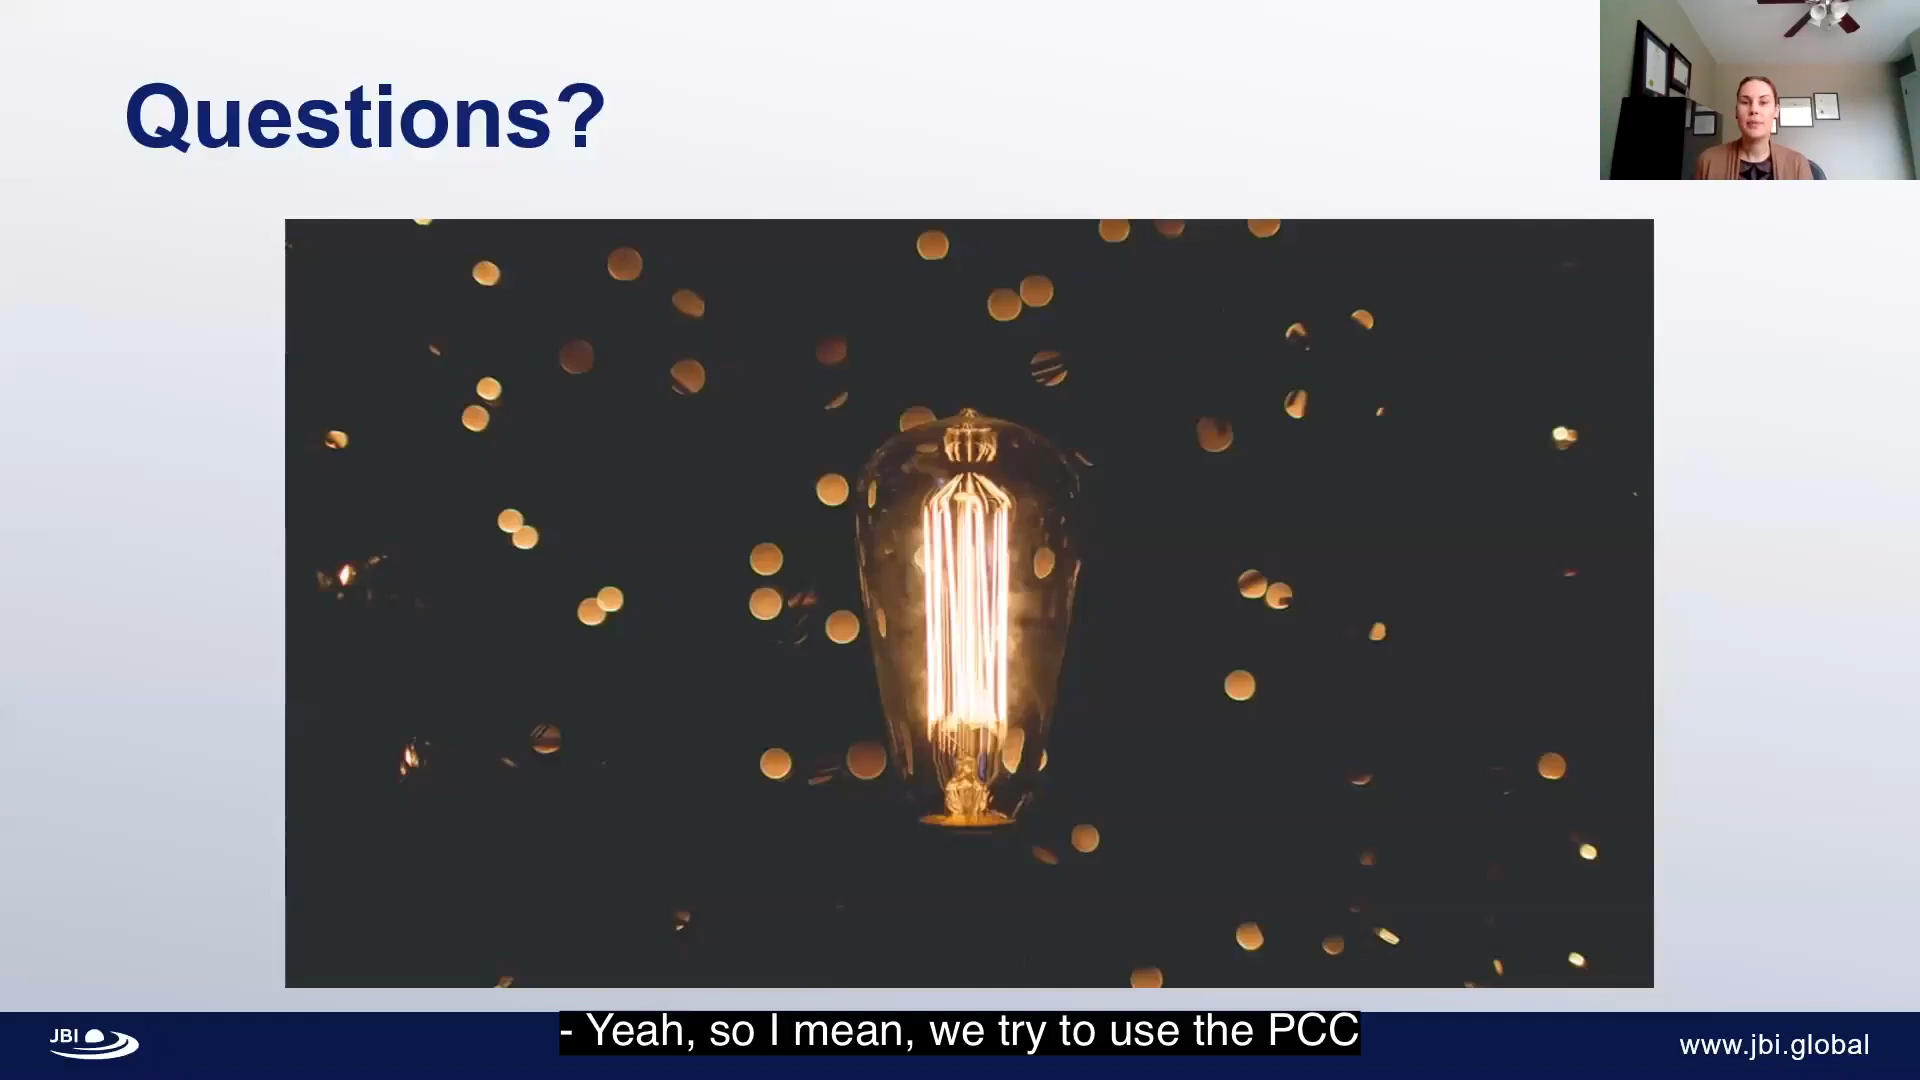 Questions?
- Yeah, so I mean, we try to use the PCC
JBI
www.jbi.global